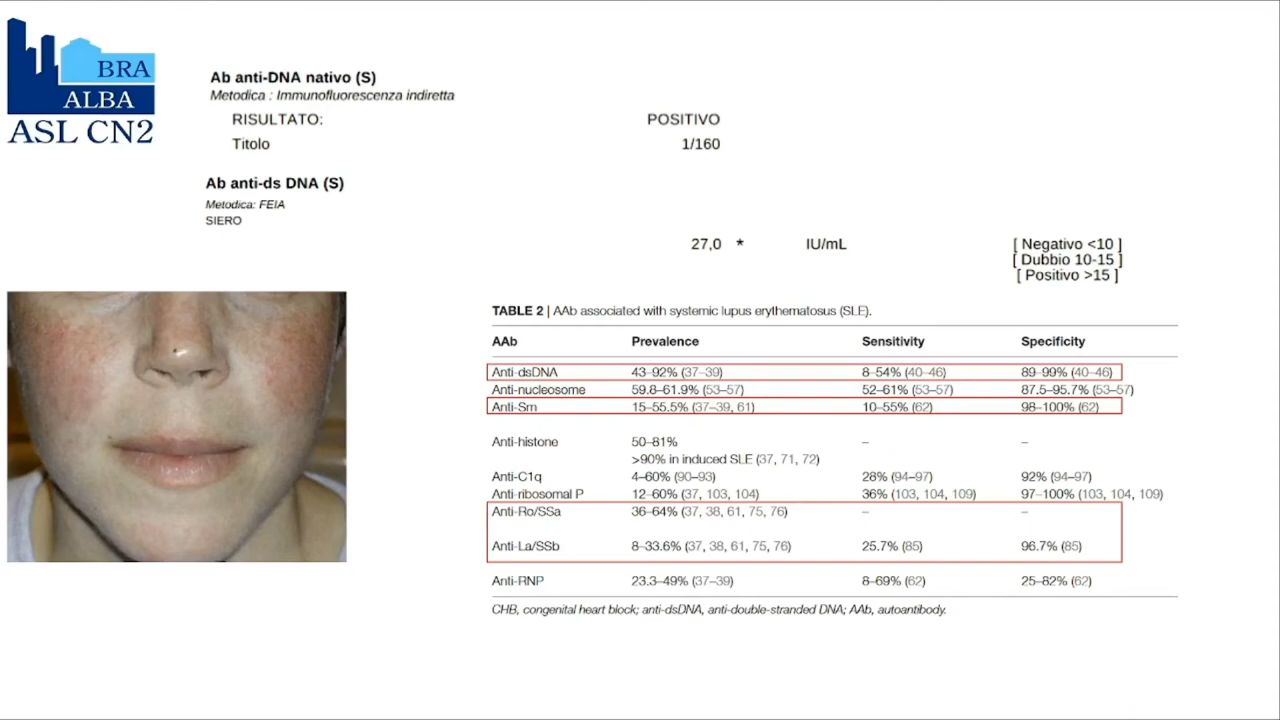 BRA
ALBA
ASL CN2
Ab anti-DNA nativo (S)
Metodica : Immunofluorescenza indiretta
RISULTATO: POSITIVO
Titolo 1/160
Ab anti-ds DNA (S)
Metodica: FEIA
SIERO
27,0 * IU/mL [ Negativo <10 ]
[ Dubbio 10-15 ]
[ Positivo >15 ]
TABLE 2 | AAb associated with systemic lupus erythematosus (SLE).
AAb Prevalence Sensitivity Specificity
Anti-dsDNA 43–92% (37–39) 8–54% (40–46) 89–99% (40–46)
Anti-nucleosome 59.8–61.9% (53–57) 52–61% (53–57) 87.5–95.7% (53–57)
Anti-Sm 15–55.5% (37–39, 61) 10–55% (62) 98–100% (62)
Anti-histone 50–81% – –
>90% in induced SLE (37, 71, 72)
Anti-C1q 4–60% (90–93) 28% (94–97) 92% (94–97)
Anti-ribosomal P 12–60% (37, 103, 104) 36% (103, 104, 109) 97–100% (103, 104, 109)
Anti-Ro/SSa 36–64% (37, 38, 61, 75, 76) – –
Anti-La/SSb 8–33.6% (37, 38, 61, 75, 76) 25.7% (85) 96.7% (85)
Anti-RNP 23.3–49% (37–39) 8–69% (62) 25–82% (62)
CHB, congenital heart block; anti-dsDNA, anti-double-stranded DNA; AAb, autoantibody.